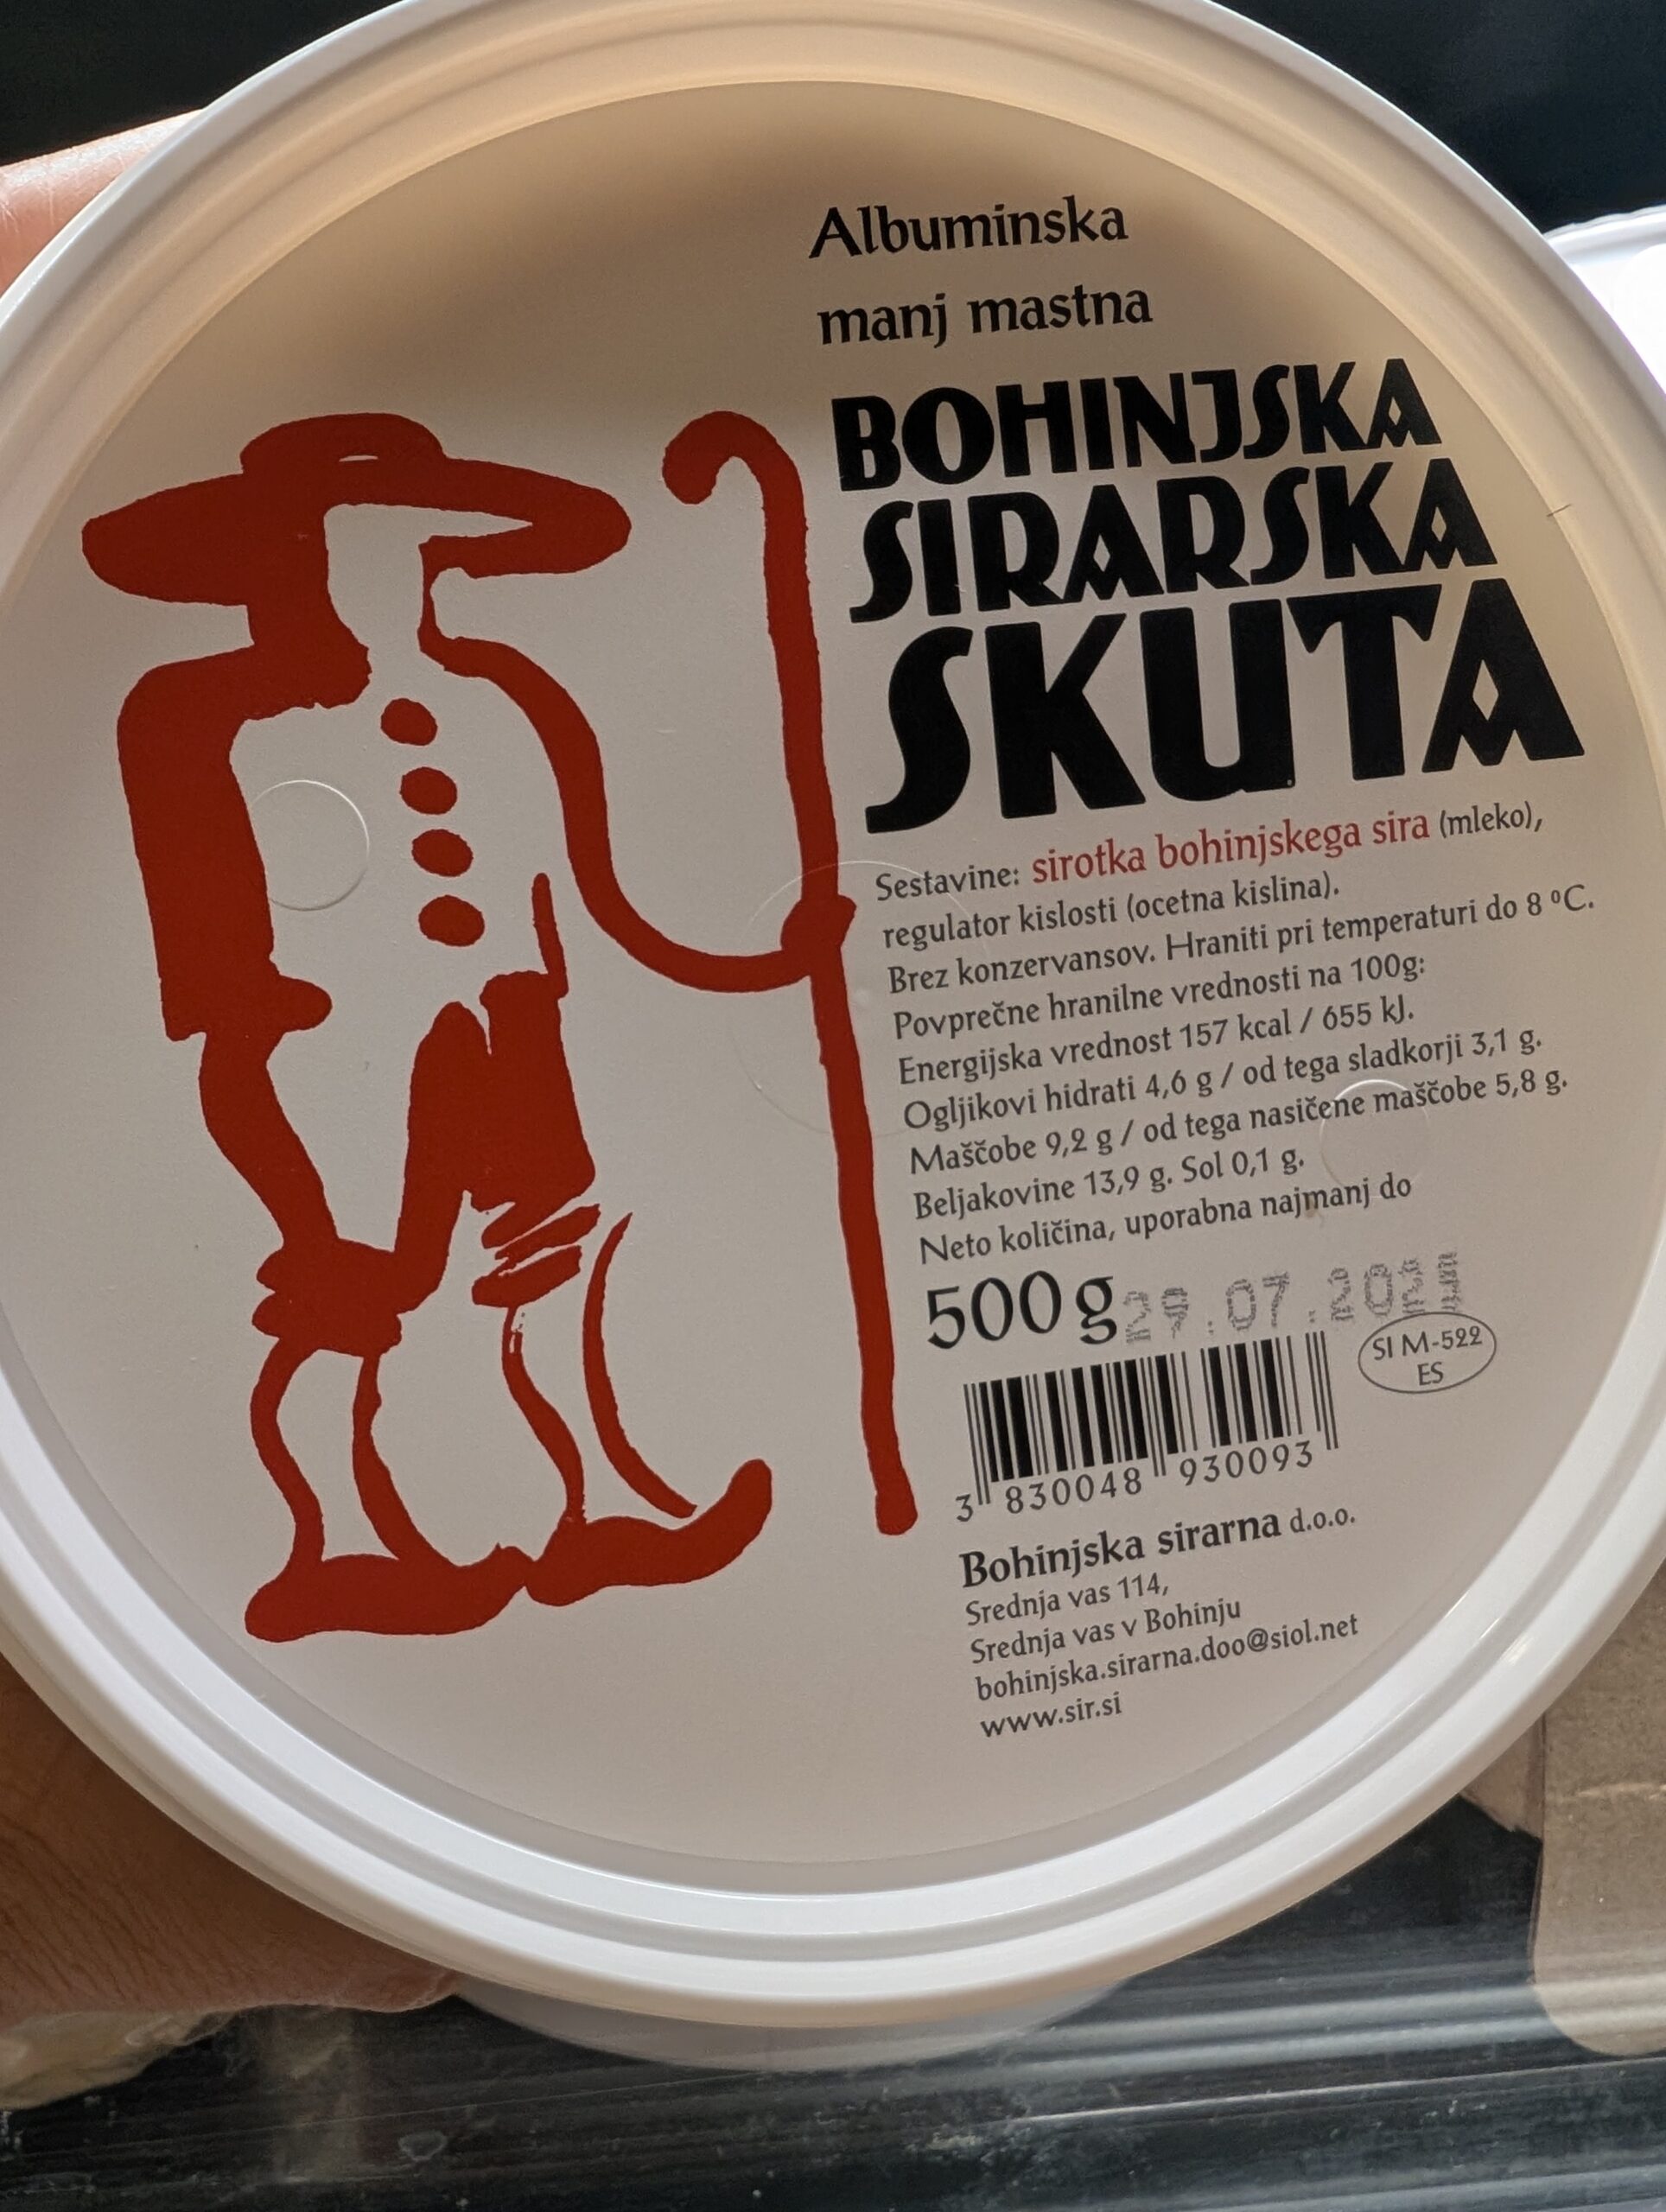 Albuminska
manj mastna
BOHINJSKA
SIRARSKA
SKUTA
Sestavine: sirotka bohinjskega sira (mleko),
regulator kislosti (ocetna kislina).
Brez konzervansov. Hraniti pri temperaturi do 8 ºC.
Povprečne hranilne vrednosti na 100g:
Energijska vrednost 157 kcal / 655 kJ.
Ogljikovi hidrati 4,6 g / od tega sladkorji 3,1 g.
Maščobe 9,2 g / od tega nasičene maščobe 5,8 g.
Beljakovine 13,9 g. Sol 0,1 g.
Neto količina, uporabna najmanj do
500 g
SI M-522
ES
3 830048 930093
Bohinjska sirarna d.o.o.
Srednja vas 114,
Srednja vas v Bohinju
bohinjska.sirarna.doo@siol.net
www.sir.si